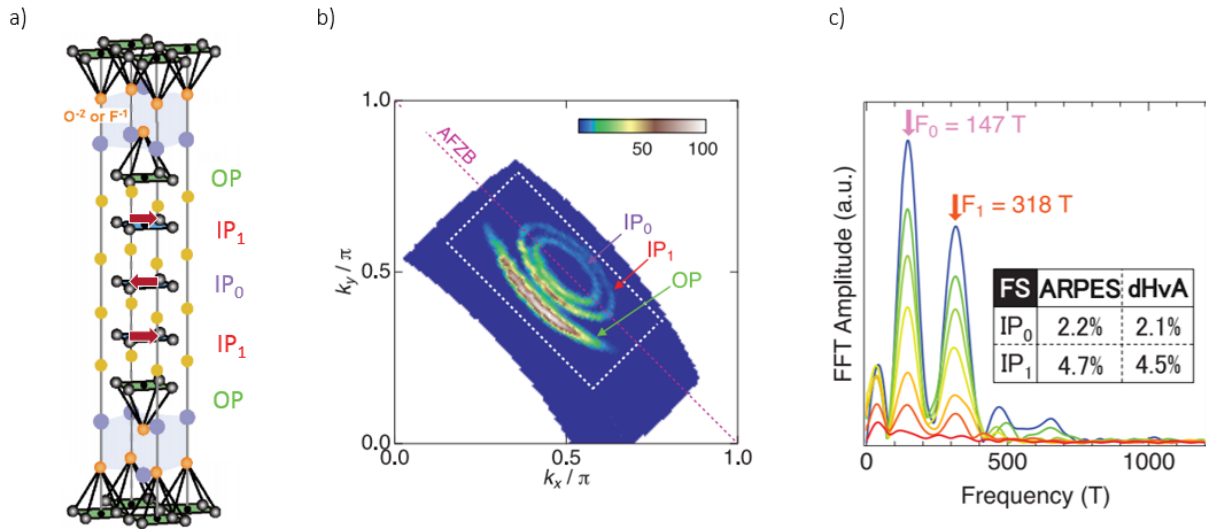 a)
O⁻² or F⁻¹
OP
IP₁
IP₀
IP₁
OP
b)
1.0
0.5
0.0
k_y / π
0.0
0.5
1.0
k_x / π
AFZB
50
100
IP₀
IP₁
OP
c)
FFT Amplitude (a.u.)
F₀ = 147 T
F₁ = 318 T
FS ARPES dHvA
IP₀ 2.2% 2.1%
IP₁ 4.7% 4.5%
0
500
1000
Frequency (T)